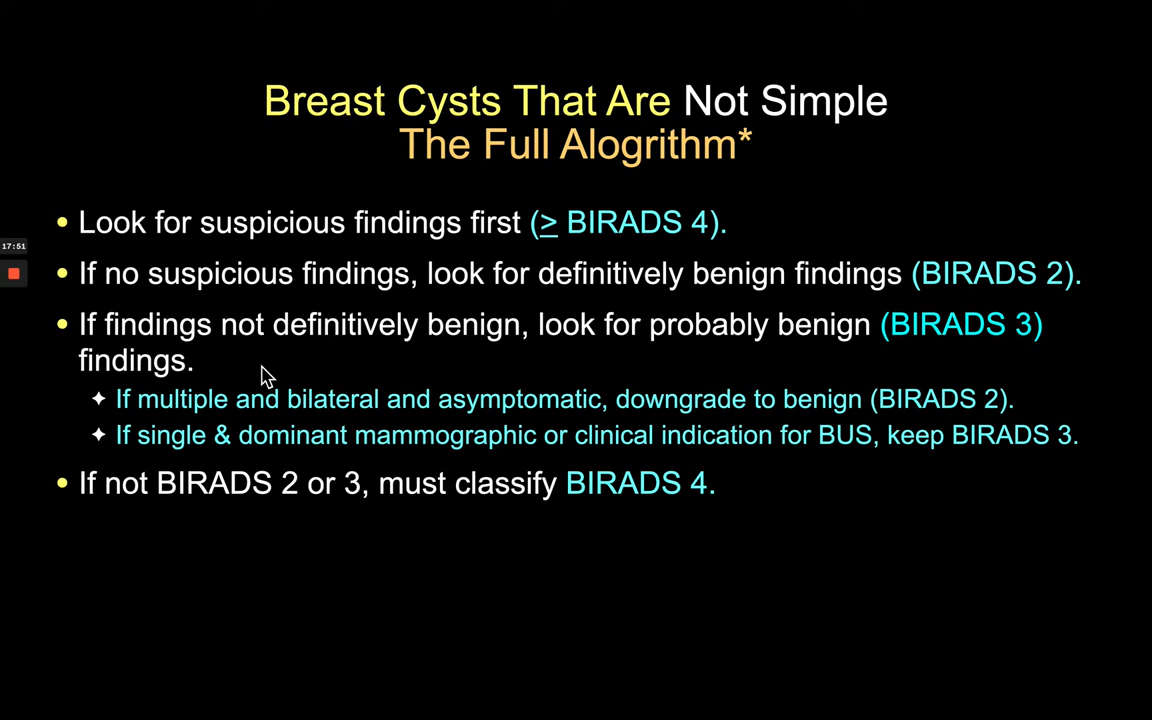 Breast Cysts That Are Not Simple
The Full Alogrithm*
• Look for suspicious findings first (≥ BIRADS 4).
17:51
• If no suspicious findings, look for definitively benign findings (BIRADS 2).
• If findings not definitively benign, look for probably benign (BIRADS 3)
findings.
✦ If multiple and bilateral and asymptomatic, downgrade to benign (BIRADS 2).
✦ If single & dominant mammographic or clinical indication for BUS, keep BIRADS 3.
• If not BIRADS 2 or 3, must classify BIRADS 4.